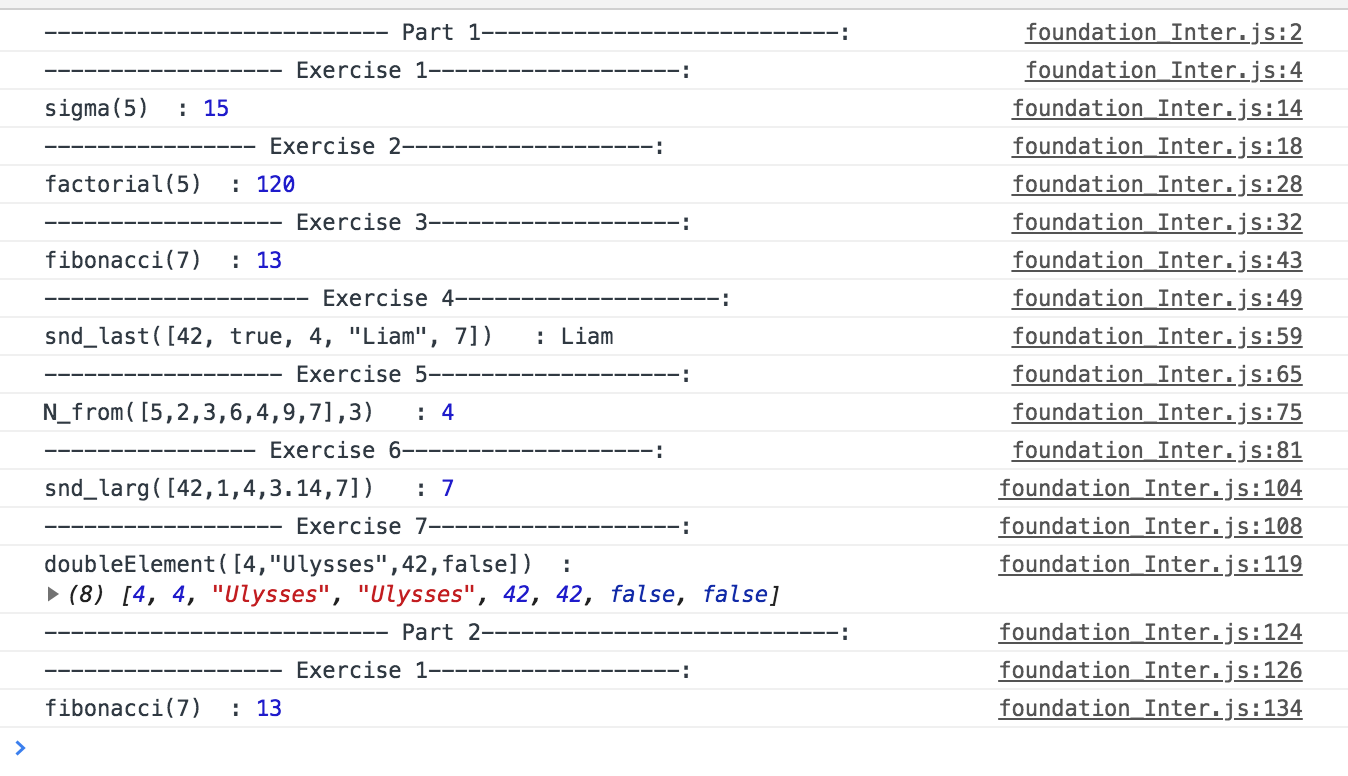 -------------------------- Part 1---------------------------: foundation_Inter.js:2
------------------ Exercise 1-------------------: foundation_Inter.js:4
sigma(5)  : 15 foundation_Inter.js:14
---------------- Exercise 2-------------------: foundation_Inter.js:18
factorial(5)  : 120 foundation_Inter.js:28
------------------ Exercise 3-------------------: foundation_Inter.js:32
fibonacci(7)  : 13 foundation_Inter.js:43
-------------------- Exercise 4--------------------: foundation_Inter.js:49
snd_last([42, true, 4, "Liam", 7])   : Liam foundation_Inter.js:59
------------------ Exercise 5-------------------: foundation_Inter.js:65
N_from([5,2,3,6,4,9,7],3)   : 4 foundation_Inter.js:75
---------------- Exercise 6-------------------: foundation_Inter.js:81
snd_larg([42,1,4,3.14,7])   : 7 foundation_Inter.js:104
------------------ Exercise 7-------------------: foundation_Inter.js:108
doubleElement([4,"Ulysses",42,false])  : foundation_Inter.js:119
(8) [4, 4, "Ulysses", "Ulysses", 42, 42, false, false]
-------------------------- Part 2---------------------------: foundation_Inter.js:124
------------------ Exercise 1-------------------: foundation_Inter.js:126
fibonacci(7)  : 13 foundation_Inter.js:134